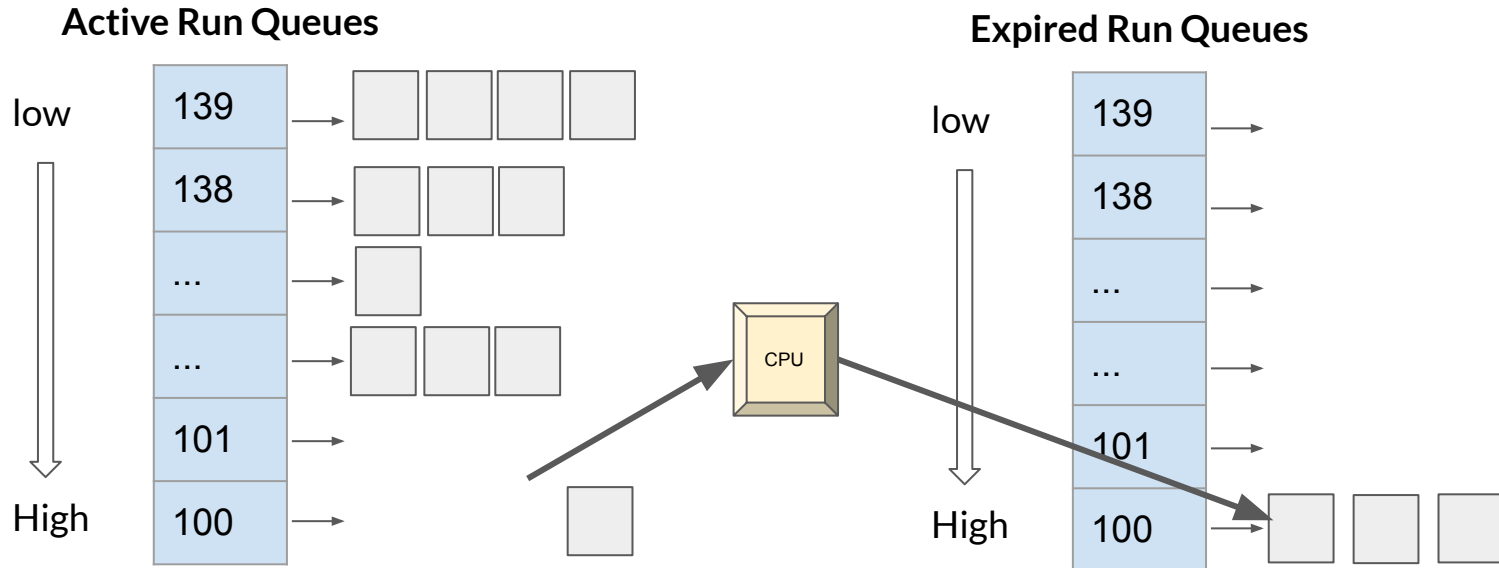 Active Run Queues
low
139
138
...
...
101
High
100
CPU
Expired Run Queues
low
139
138
...
...
101
High
100